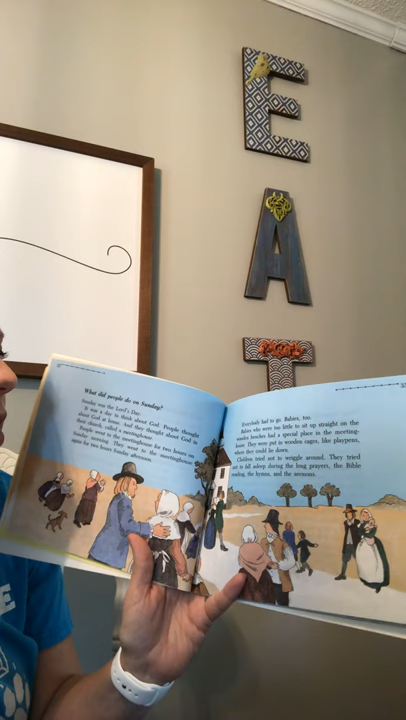 E
A
T
What did people do on Sunday?
Sunday was the Lord's Day.
It was a day to think about God. People thought
about God at home. And they thought about God in
their church, called a meetinghouse.
People went to the meetinghouse for two hours on
Sunday morning. They went to the meetinghouse
again for two hours Sunday afternoon.
Everybody had to go. Babies, too.
Babies who were too little to sit up straight on the
wooden benches had a special place in the meeting-
house. They were put in wooden cages, like playpens,
where they could lie down.
Children tried not to wriggle around. They tried
not to fall asleep during the long prayers, the Bible
reading, the hymns, and the sermons.